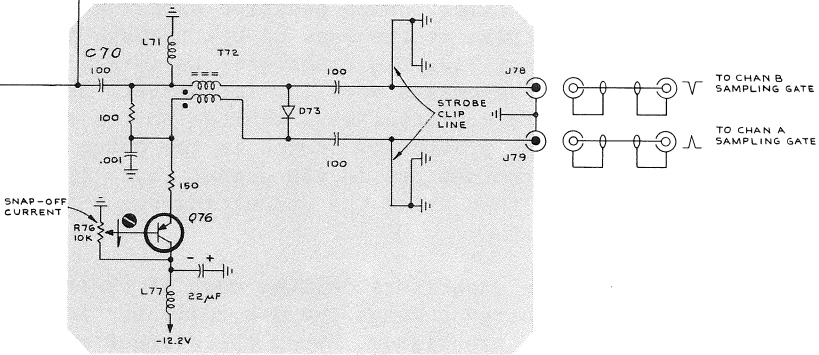 L71
C70
T72
100
100
D73
100
STROBE
CLIP
LINE
J78
TO CHAN B
SAMPLING GATE
J79
TO CHAN A
SAMPLING GATE
.001
100
150
SNAP-OFF
CURRENT
R76
10K
Q76
- +
L77
22µF
-12.2V